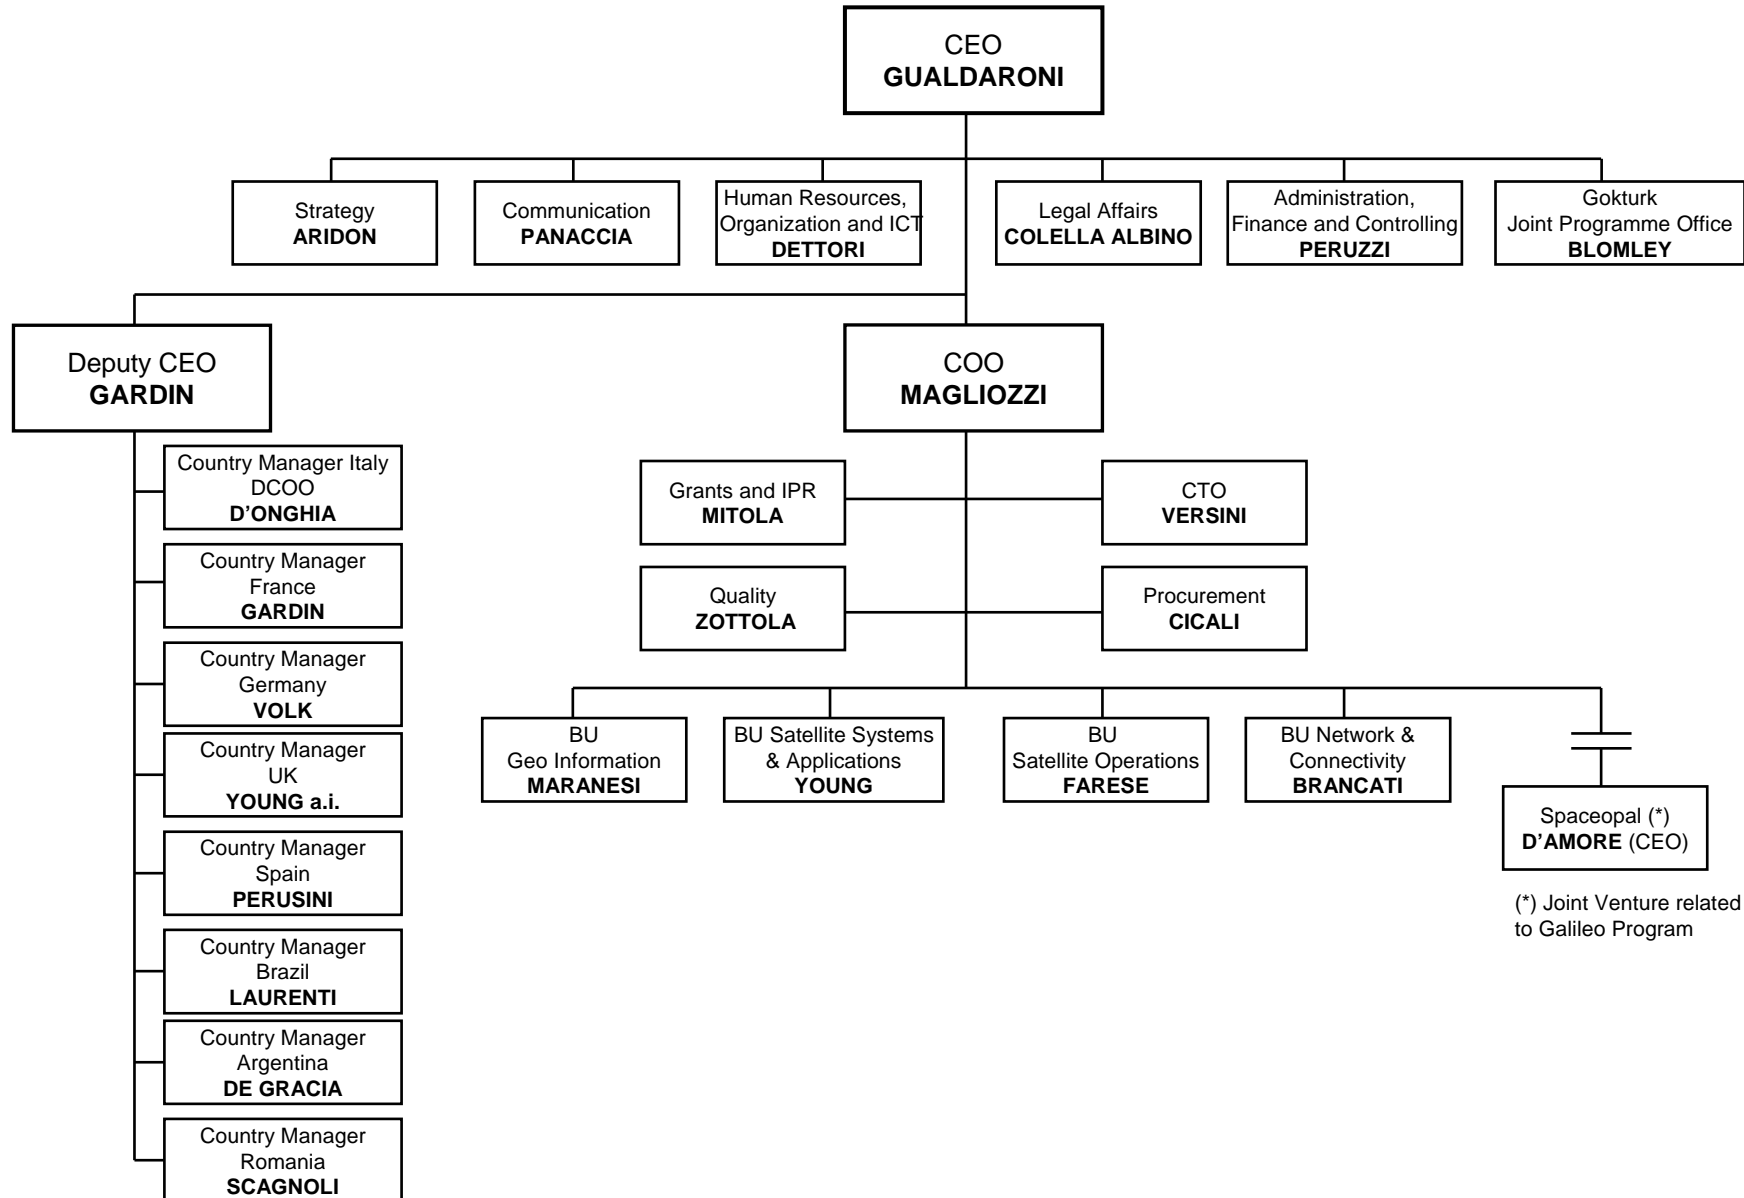 CEO
GUALDARONI
Strategy
ARIDON
Communication
PANACCIA
Human Resources,
Organization and ICT
DETTORI
Legal Affairs
COLELLA ALBINO
Administration,
Finance and Controlling
PERUZZI
Gokturk
Joint Programme Office
BLOMLEY
Deputy CEO
GARDIN
COO
MAGLIOZZI
Country Manager Italy
DCOO
D’ONGHIA
Country Manager
France
GARDIN
Country Manager
Germany
VOLK
Country Manager
UK
YOUNG a.i.
Country Manager
Spain
PERUSINI
Country Manager
Brazil
LAURENTI
Country Manager
Argentina
DE GRACIA
Country Manager
Romania
SCAGNOLI
Grants and IPR
MITOLA
CTO
VERSINI
Quality
ZOTTOLA
Procurement
CICALI
BU
Geo Information
MARANESI
BU Satellite Systems
& Applications
YOUNG
BU
Satellite Operations
FARESE
BU Network &
Connectivity
BRANCATI
Spaceopal (*)
D’AMORE (CEO)
(*) Joint Venture related
to Galileo Program